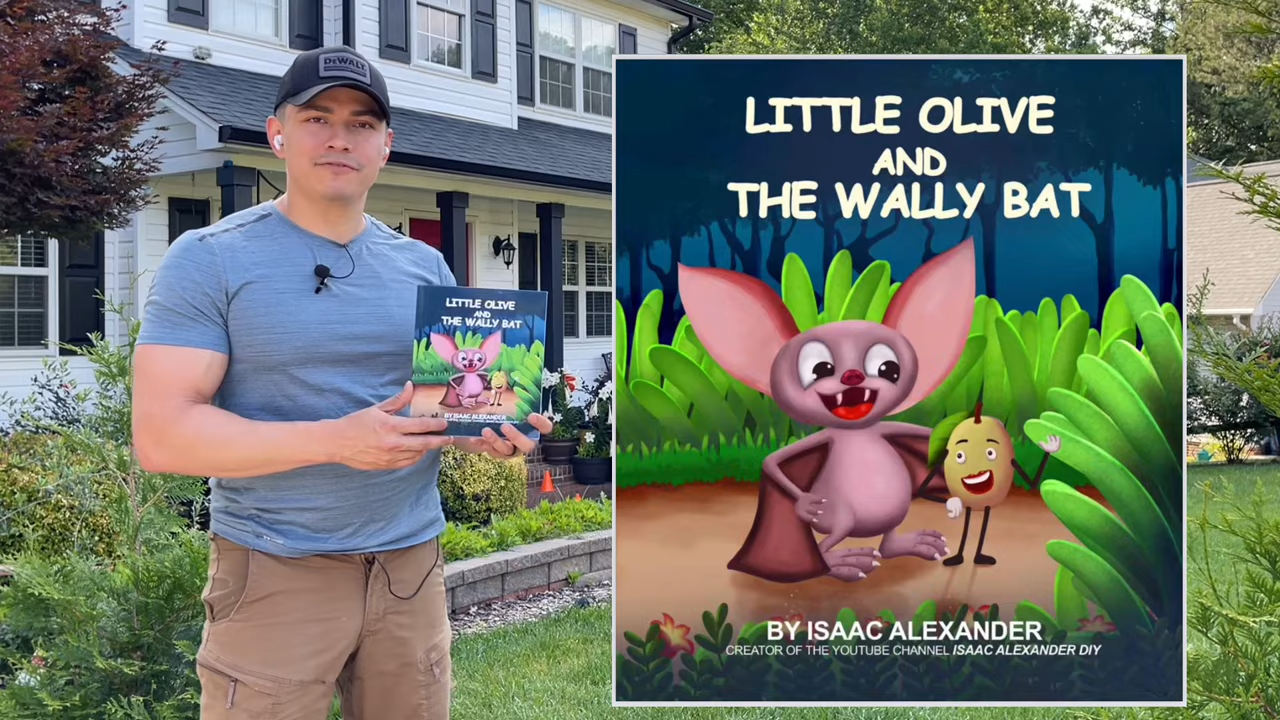 DEWALT
LITTLE OLIVE
AND
THE WALLY BAT
BY ISAAC ALEXANDER
LITTLE OLIVE
AND
THE WALLY BAT
BY ISAAC ALEXANDER
CREATOR OF THE YOUTUBE CHANNEL ISAAC ALEXANDER DIY